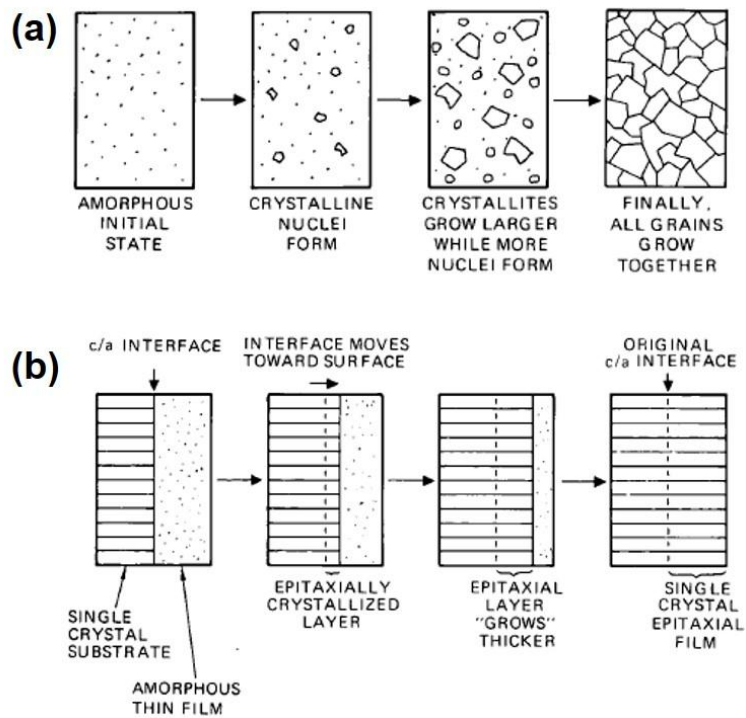 (a)
AMORPHOUS
INITIAL
STATE
CRYSTALLINE
NUCLEI
FORM
CRYSTALLITES
GROW LARGER
WHILE MORE
NUCLEI FORM
FINALLY,
ALL GRAINS
GROW
TOGETHER
(b)
c/a INTERFACE
INTERFACE MOVES
TOWARD SURFACE
ORIGINAL
c/a INTERFACE
SINGLE
CRYSTAL
SUBSTRATE
AMORPHOUS
THIN FILM
EPITAXIALLY
CRYSTALLIZED
LAYER
EPITAXIAL
LAYER
"GROWS"
THICKER
SINGLE
CRYSTAL
EPITAXIAL
FILM